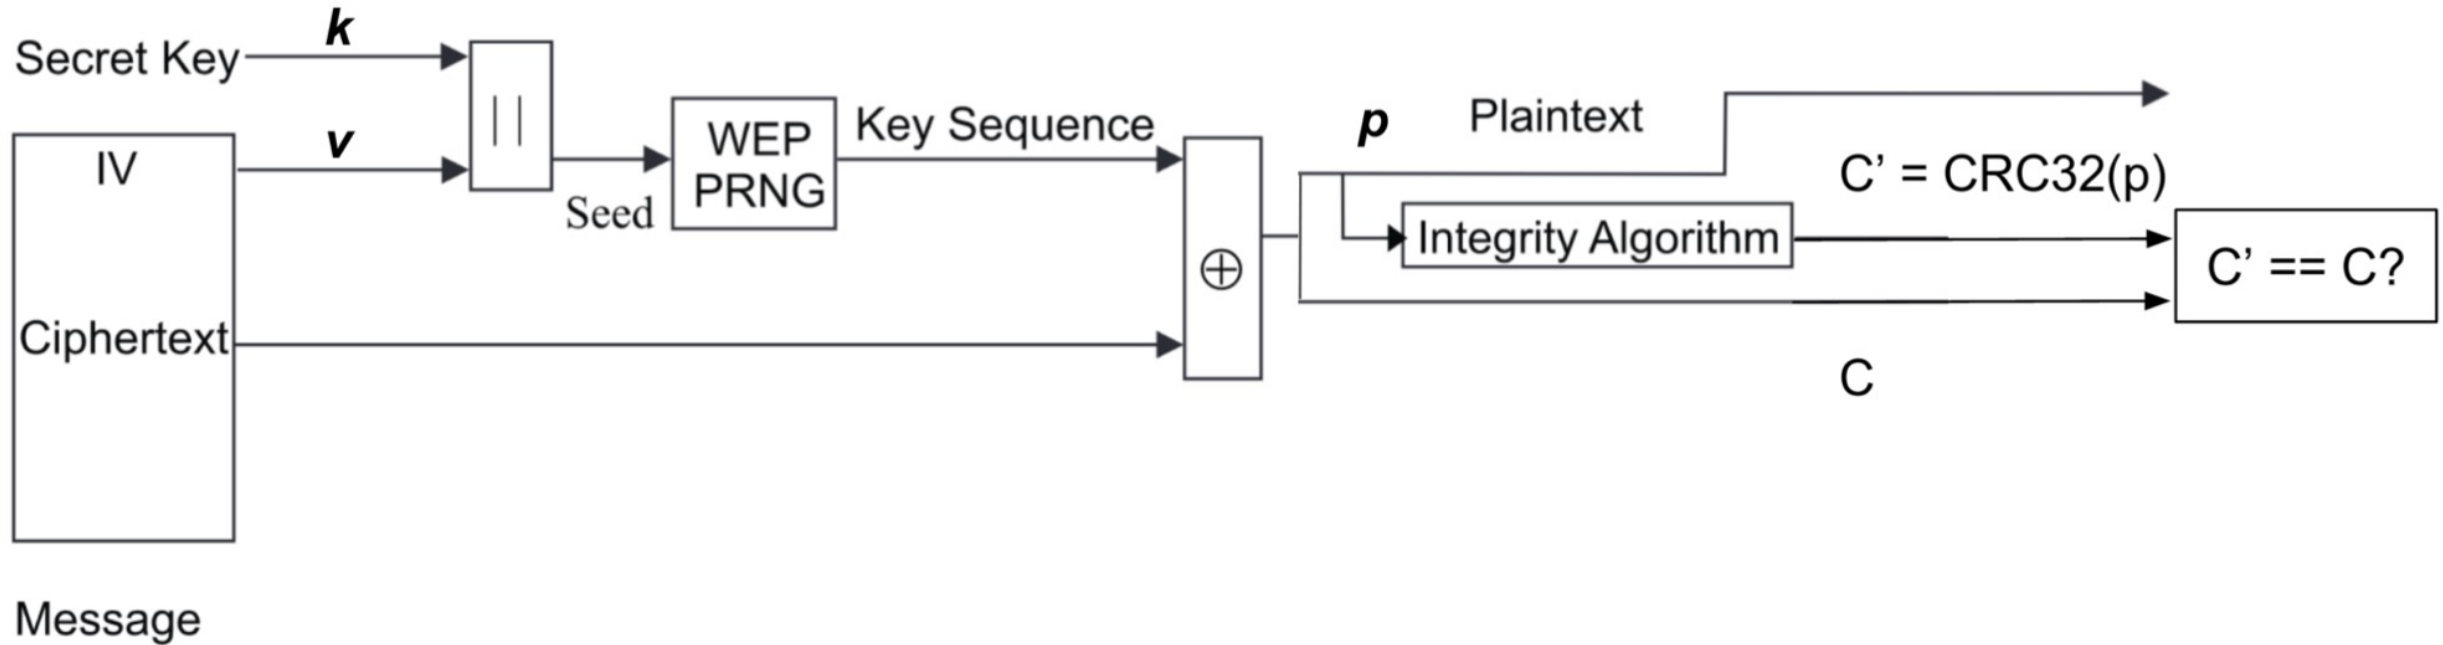 k
Secret Key
v
IV
||
Seed
WEP
PRNG
Key Sequence
Ciphertext
⊕
p
Plaintext
C’ = CRC32(p)
Integrity Algorithm
C’ == C?
C
Message